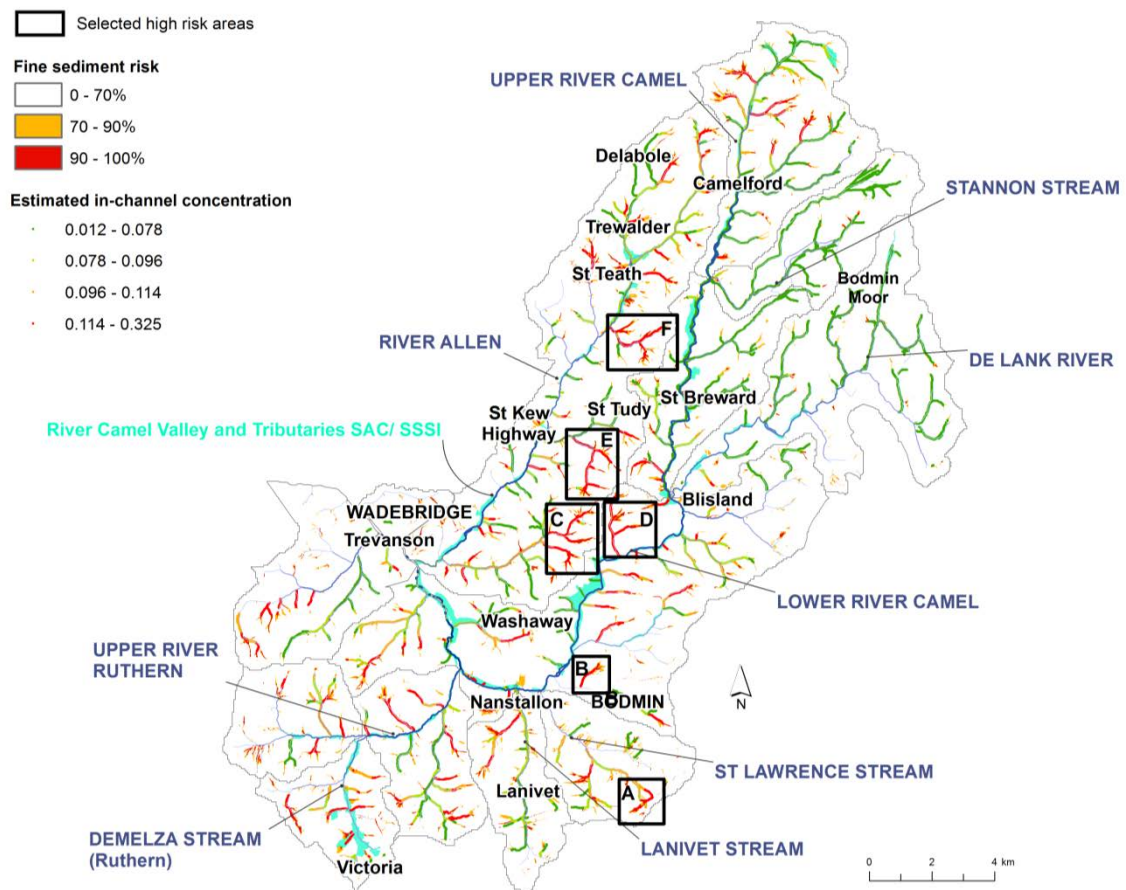 Selected high risk areas
Fine sediment risk
0 - 70%
70 - 90%
90 - 100%
Estimated in-channel concentration
0.012 - 0.078
0.078 - 0.096
0.096 - 0.114
0.114 - 0.325
UPPER RIVER CAMEL
Delabole
Camelford
STANNON STREAM
Trewalder
St Teath
Bodmin
Moor
F
RIVER ALLEN
DE LANK RIVER
St Breward
St Kew
Highway
St Tudy
River Camel Valley and Tributaries SAC/ SSSI
E
Blisland
WADEBRIDGE
Trevanson
C
D
LOWER RIVER CAMEL
Washaway
UPPER RIVER
RUTHERN
B
Nanstallon
BODMIN
N
ST LAWRENCE STREAM
Lanivet
A
DEMELZA STREAM
(Ruthern)
LANIVET STREAM
Victoria
0 2 4 km